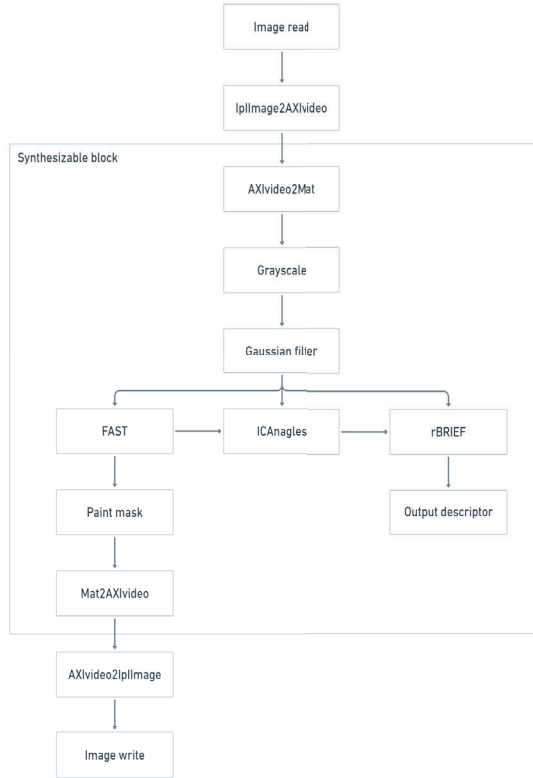 Image read
IplImage2AXIvideo
Synthesizable block
AXIvideo2Mat
Grayscale
Gaussian filter
FAST
ICAnagles
rBRIEF
Paint mask
Output descriptor
Mat2AXIvideo
AXIvideo2IplImage
Image write